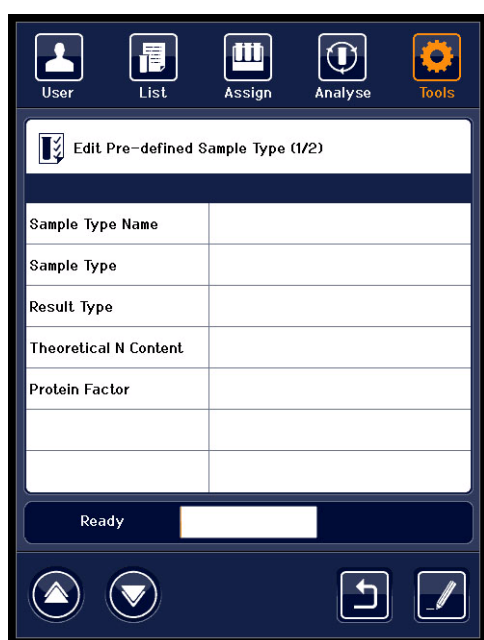 User List Assign Analyse Tools
Edit Pre-defined Sample Type (1/2)
Sample Type Name
Sample Type
Result Type
Theoretical N Content
Protein Factor
Ready